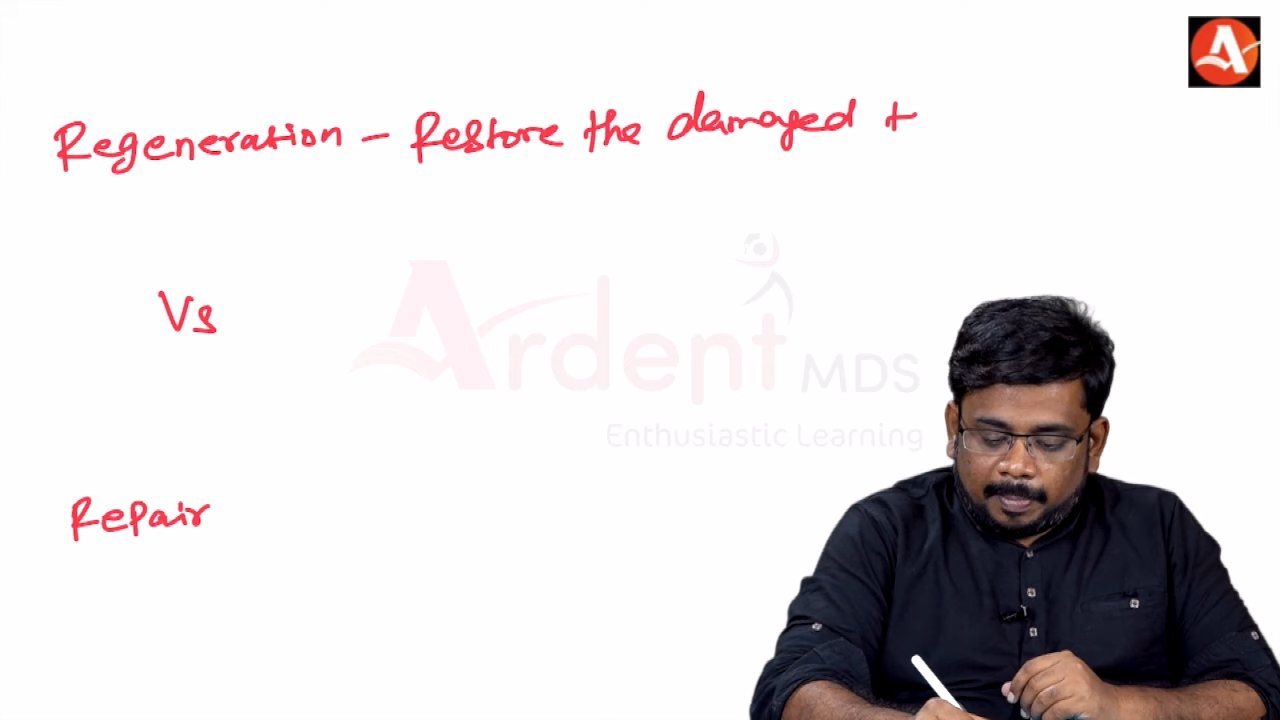 Regeneration - Restore the damaged t
Vs
Ardent MDS
Enthusiastic Learning
Repair